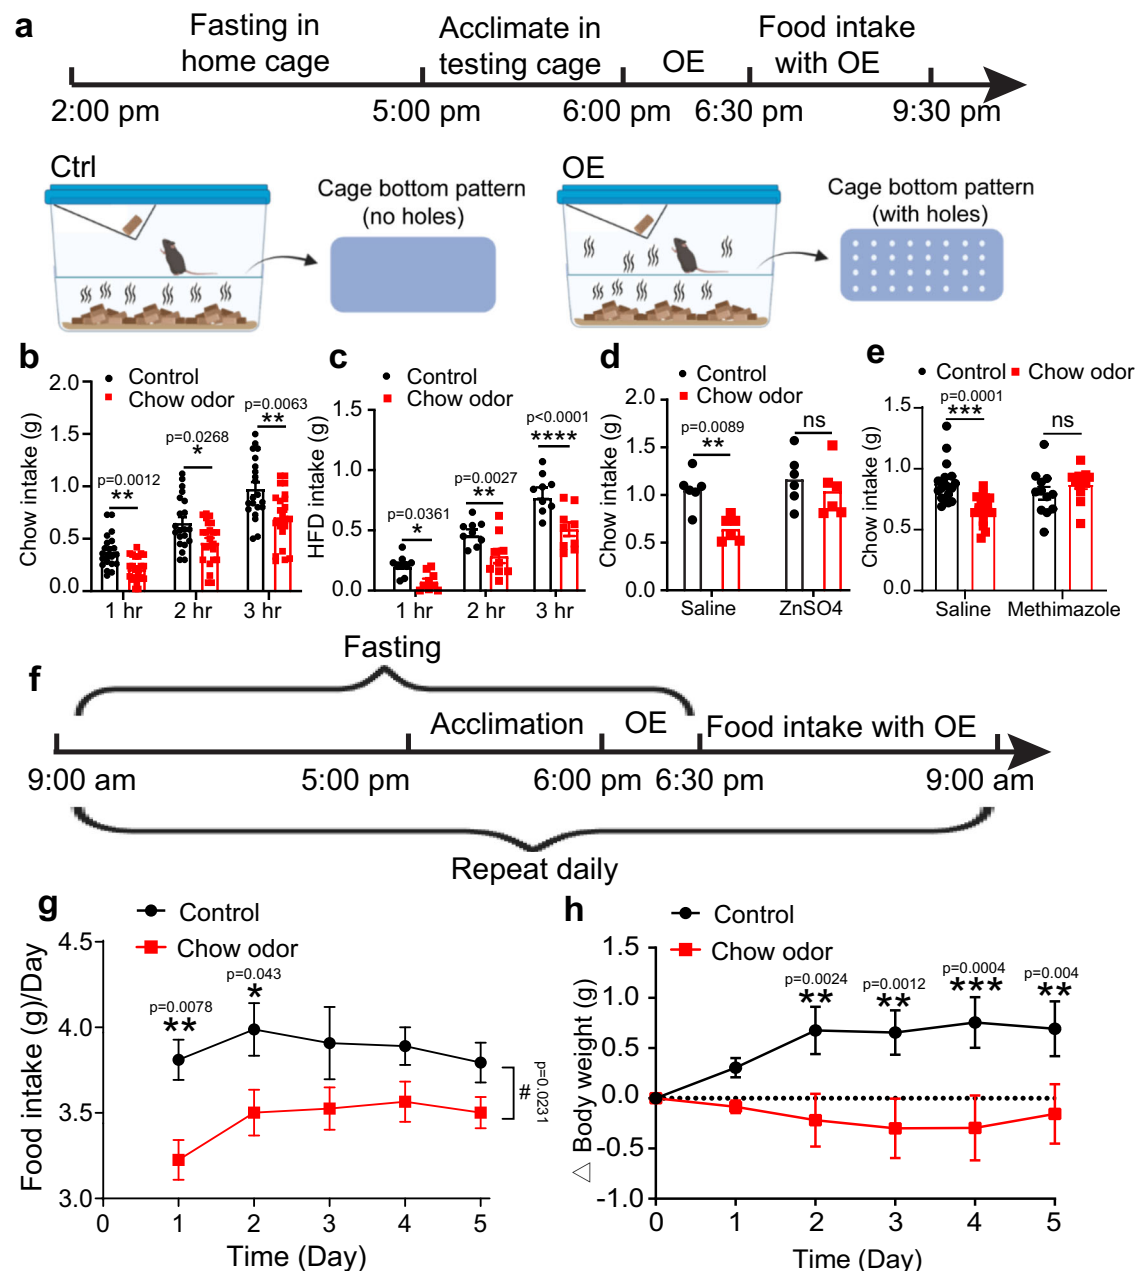 a
Fasting in
home cage
Acclimate in
testing cage
OE
Food intake
with OE
2:00 pm
5:00 pm
6:00 pm
6:30 pm
9:30 pm
Ctrl
Cage bottom pattern
(no holes)
OE
Cage bottom pattern
(with holes)
b
Control
Chow odor
Chow intake (g)
2.0
1.5
1.0
0.5
0.0
p=0.0012
**
p=0.0268
*
p=0.0063
**
1 hr
2 hr
3 hr
c
Control
Chow odor
HFD intake (g)
1.5
1.0
0.5
0.0
p=0.0361
*
p=0.0027
**
p<0.0001
****
1 hr
2 hr
3 hr
d
Control
Chow odor
Chow intake (g)
2.0
1.5
1.0
0.5
0.0
p=0.0089
**
ns
Saline
ZnSO4
e
Control
Chow odor
Chow intake (g)
1.5
1.0
0.5
0.0
p=0.0001
***
ns
Saline
Methimazole
f
Fasting
Acclimation
OE
Food intake with OE
9:00 am
5:00 pm
6:00 pm
6:30 pm
9:00 am
Repeat daily
g
Control
Chow odor
Food intake (g)/Day
4.5
4.0
3.5
3.0
p=0.0078
**
p=0.043
*
#
p=0.0231
0
1
2
3
4
5
Time (Day)
h
Control
Chow odor
△ Body weight (g)
1.5
1.0
0.5
0.0
-0.5
-1.0
p=0.0024
**
p=0.0012
**
p=0.0004
***
p=0.004
**
0
1
2
3
4
5
Time (Day)